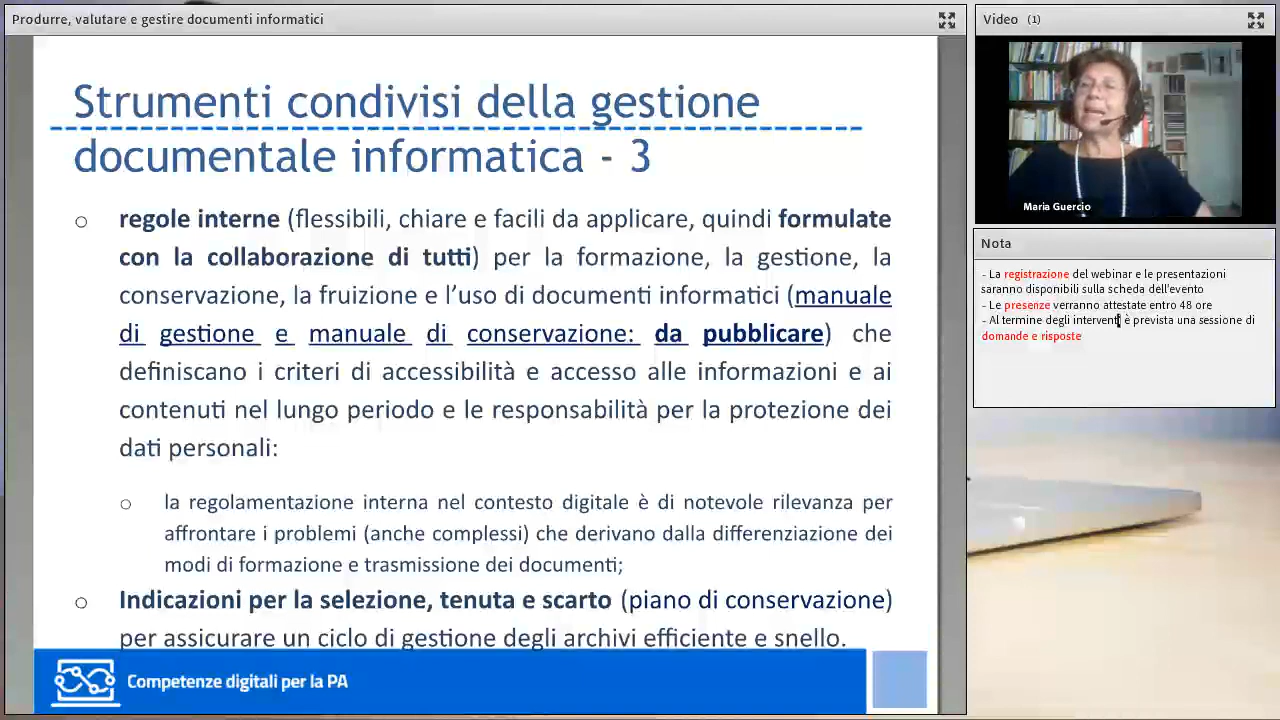 Produrre, valutare e gestire documenti informatici
Strumenti condivisi della gestione
documentale informatica - 3
o regole interne (flessibili, chiare e facili da applicare, quindi formulate
con la collaborazione di tutti) per la formazione, la gestione, la
conservazione, la fruizione e l’uso di documenti informatici (manuale
di gestione e manuale di conservazione: da pubblicare) che
definiscano i criteri di accessibilità e accesso alle informazioni e ai
contenuti nel lungo periodo e le responsabilità per la protezione dei
dati personali:
o la regolamentazione interna nel contesto digitale è di notevole rilevanza per
affrontare i problemi (anche complessi) che derivano dalla differenziazione dei
modi di formazione e trasmissione dei documenti;
o Indicazioni per la selezione, tenuta e scarto (piano di conservazione)
per assicurare un ciclo di gestione degli archivi efficiente e snello.
Competenze digitali per la PA
Video (1)
Maria Guercio
Nota
- La registrazione del webinar e le presentazioni
saranno disponibili sulla scheda dell'evento
- Le presenze verranno attestate entro 48 ore
- Al termine degli interventi è prevista una sessione di
domande e risposte